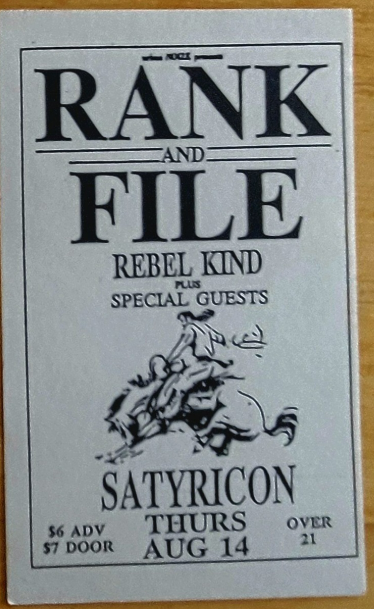 presents
RANK
AND
FILE
REBEL KIND
PLUS
SPECIAL GUESTS
SATYRICON
$6 ADV
$7 DOOR
THURS
AUG 14
OVER
21